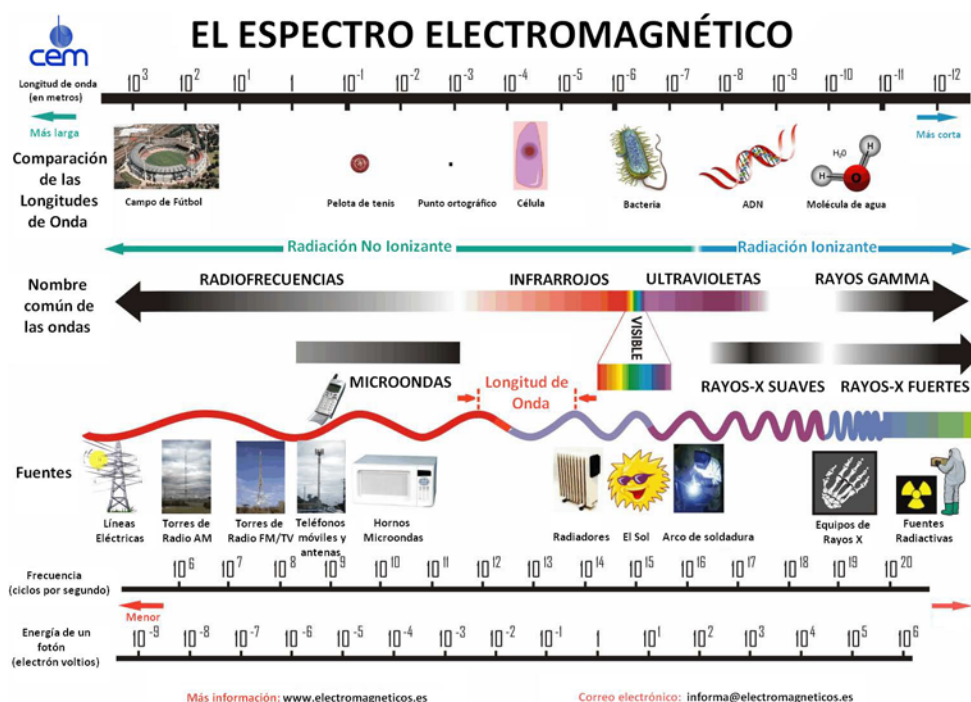 cem
EL ESPECTRO ELECTROMAGNÉTICO
Longitud de onda
(en metros)
10³ 10² 10¹ 1 10⁻¹ 10⁻² 10⁻³ 10⁻⁴ 10⁻⁵ 10⁻⁶ 10⁻⁷ 10⁻⁸ 10⁻⁹ 10⁻¹⁰ 10⁻¹¹ 10⁻¹²
Más larga
Más corta
Comparación
de las
Longitudes
de Onda
H₂O
H
H
O
Campo de Fútbol
Pelota de tenis
Punto ortográfico
Célula
Bacteria
ADN
Molécula de agua
Radiación No Ionizante
Radiación Ionizante
Nombre
común de
las ondas
RADIOFRECUENCIAS
INFRARROJOS
ULTRAVIOLETAS
RAYOS GAMMA
VISIBLE
MICROONDAS
RAYOS-X SUAVES
RAYOS-X FUERTES
Longitud de
Onda
Fuentes
Líneas
Eléctricas
Torres de
Radio AM
Torres de
Radio FM/TV
Teléfonos
móviles y
antenas
Hornos
Microondas
Radiadores
El Sol
Arco de soldadura
Equipos de
Rayos X
Fuentes
Radiactivas
Frecuencia
(ciclos por segundo)
10⁶ 10⁷ 10⁸ 10⁹ 10¹⁰ 10¹¹ 10¹² 10¹³ 10¹⁴ 10¹⁵ 10¹⁶ 10¹⁷ 10¹⁸ 10¹⁹ 10²⁰
Menor
Energía de un
fotón
(electrón voltios)
10⁻⁹ 10⁻⁸ 10⁻⁷ 10⁻⁶ 10⁻⁵ 10⁻⁴ 10⁻³ 10⁻² 10⁻¹ 1 10¹ 10² 10³ 10⁴ 10⁵ 10⁶
Más información: www.electromagneticos.es
Correo electrónico: informa@electromagneticos.es